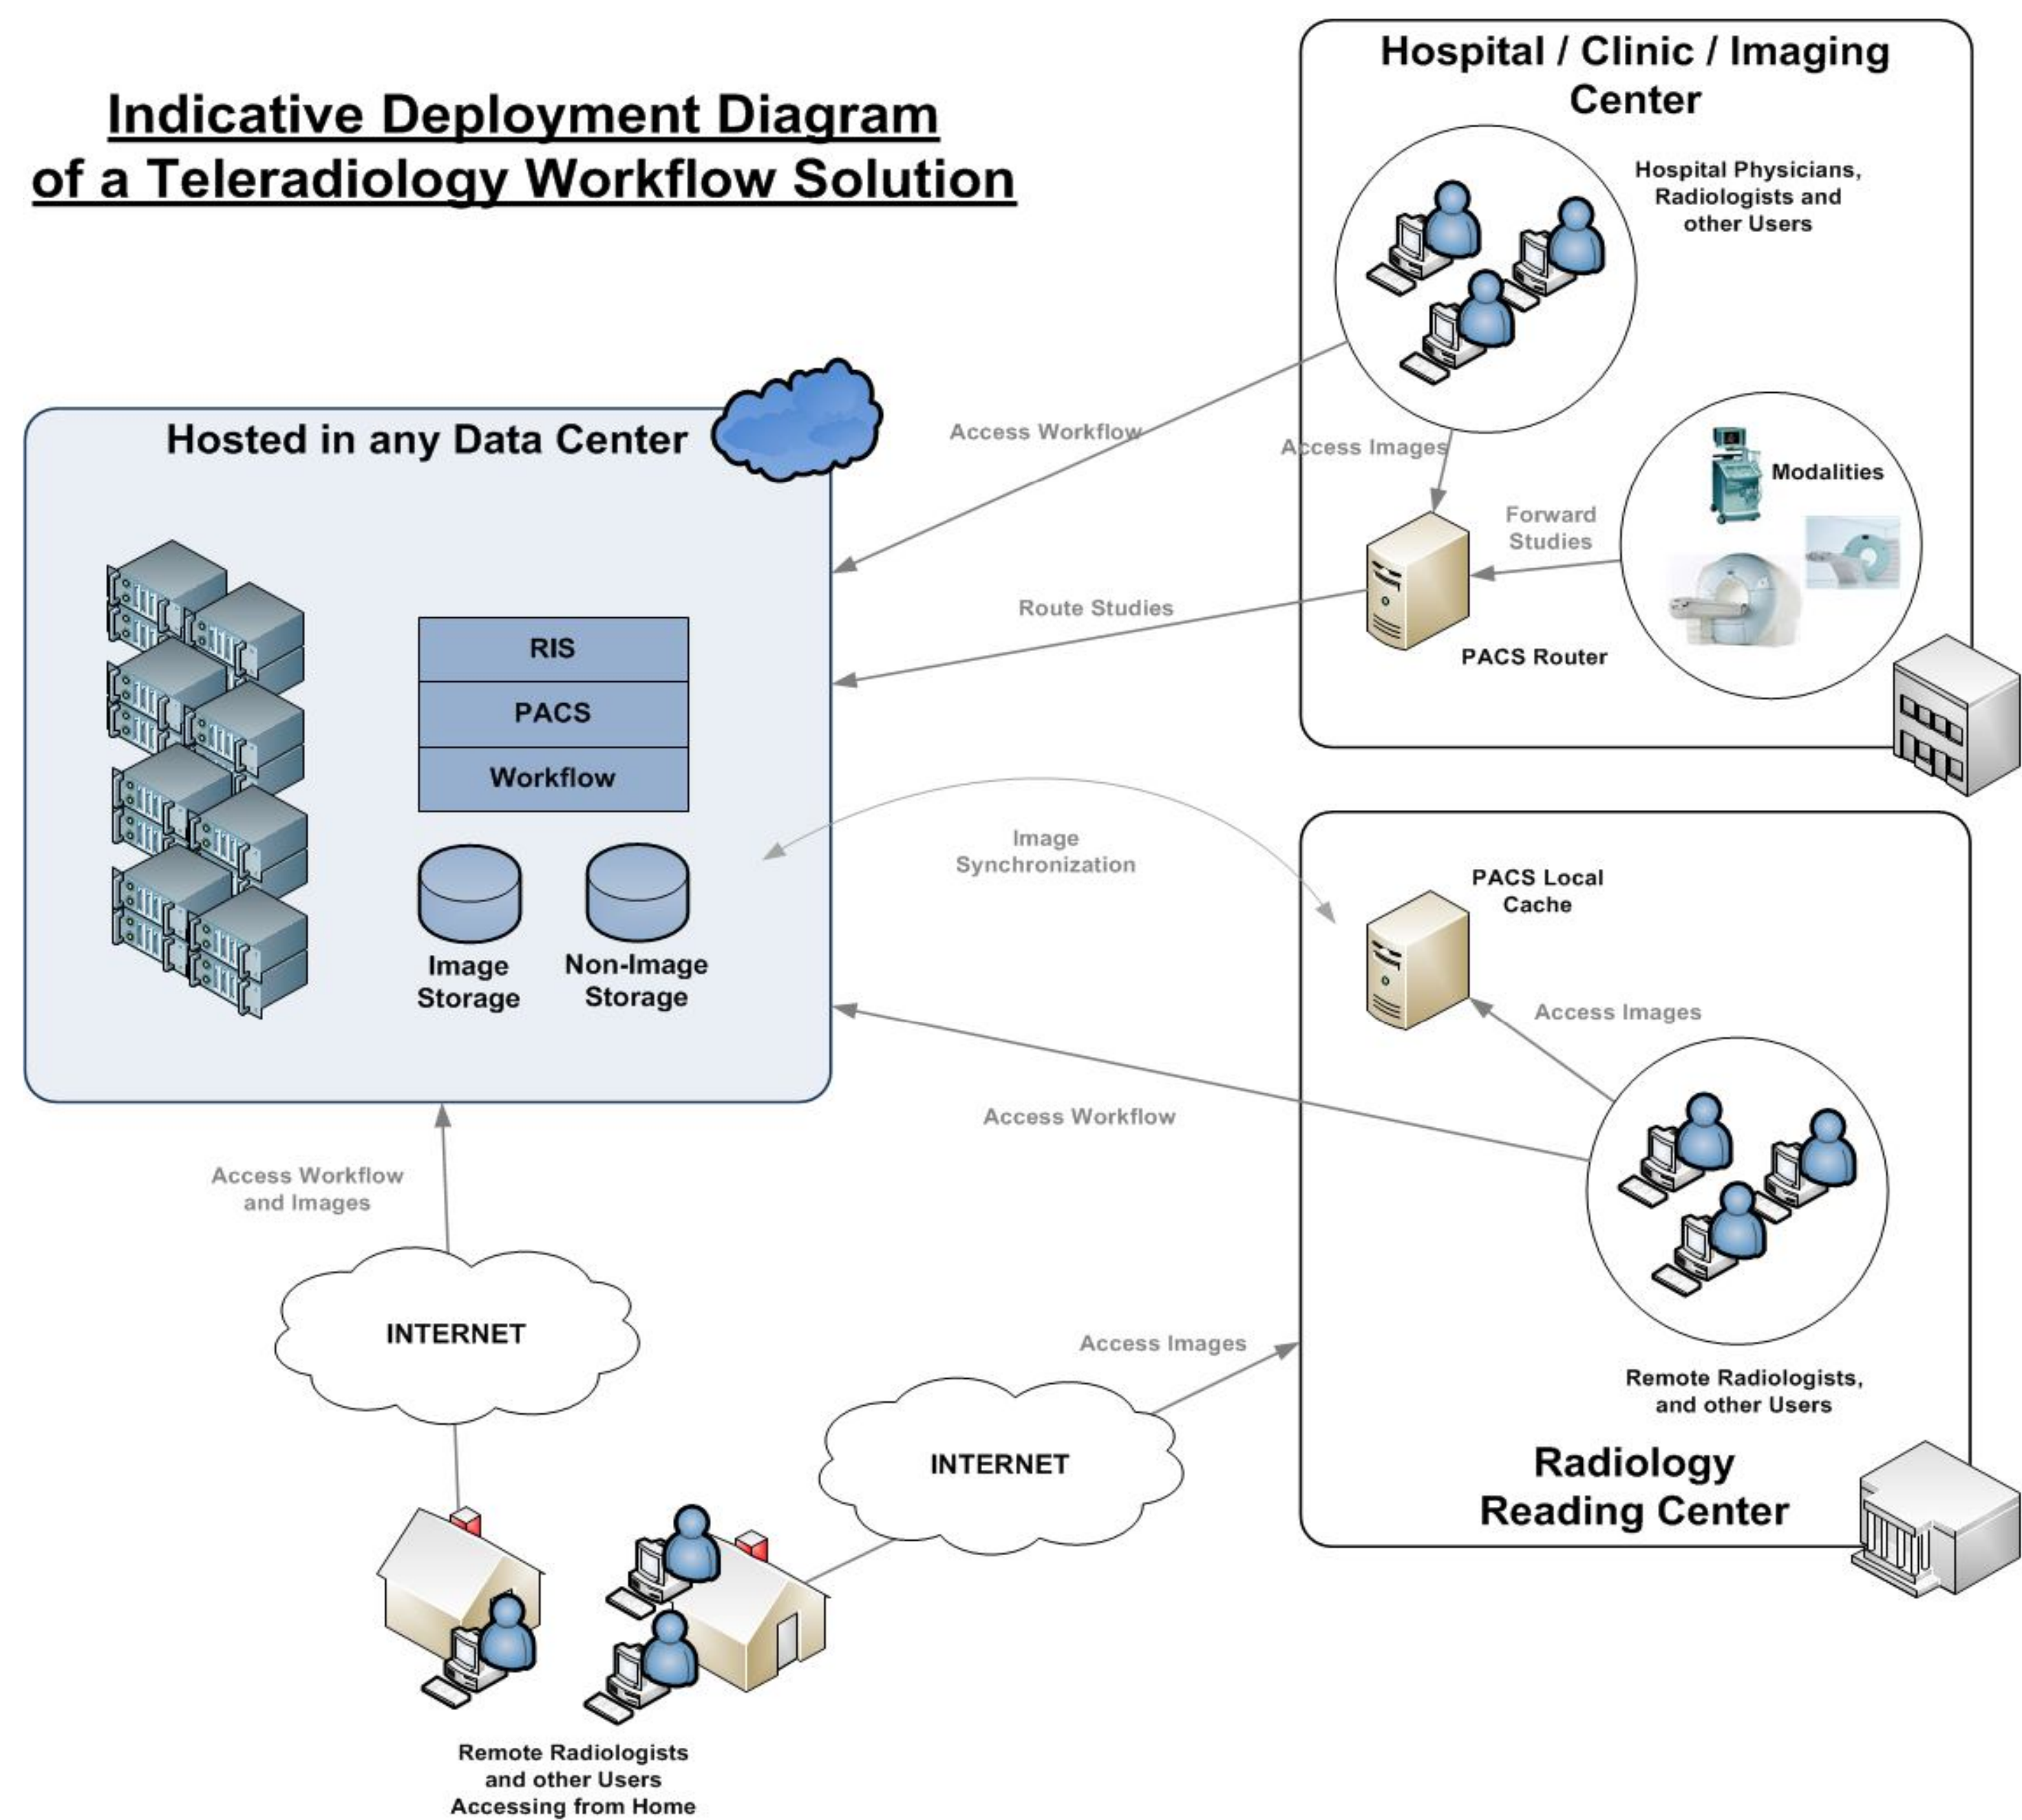 Indicative Deployment Diagram
of a Teleradiology Workflow Solution
Hospital / Clinic / Imaging
Center
Hospital Physicians,
Radiologists and
other Users
Access Workflow
Access Images
Modalities
Forward
Studies
PACS Router
Route Studies
Hosted in any Data Center
RIS
PACS
Workflow
Image
Storage
Non-Image
Storage
Image
Synchronization
PACS Local
Cache
Access Images
Access Workflow
Remote Radiologists,
and other Users
Radiology
Reading Center
Access Workflow
and Images
INTERNET
Access Images
INTERNET
Remote Radiologists
and other Users
Accessing from Home